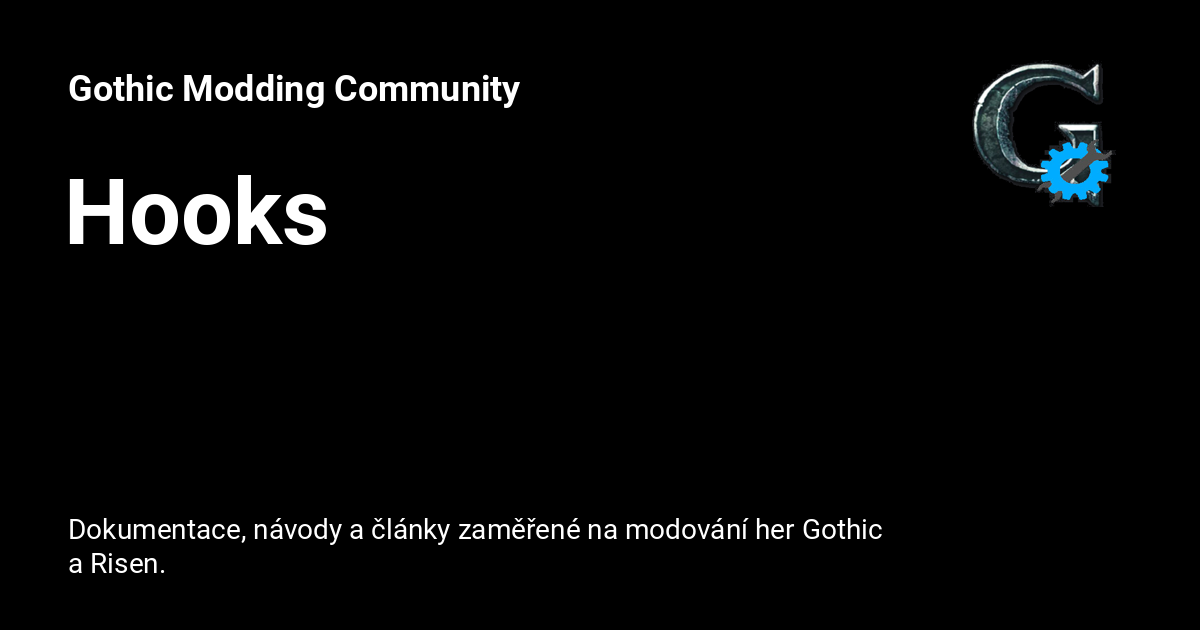 Gothic Modding Community
Hooks
Dokumentace, návody a články zaměřené na modování her Gothic
a Risen.